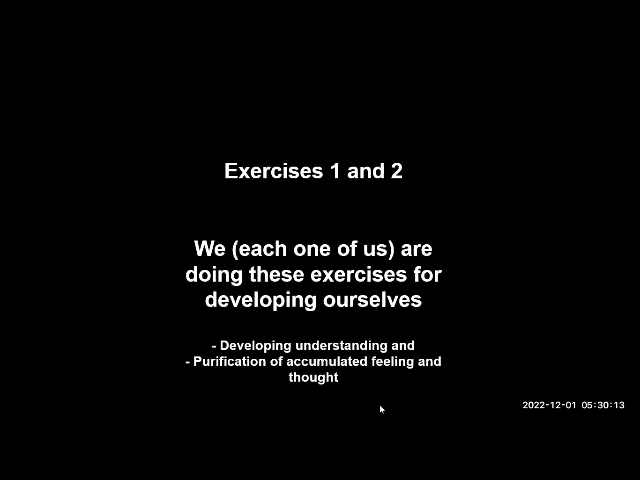 Exercises 1 and 2
We (each one of us) are
doing these exercises for
developing ourselves
- Developing understanding and
- Purification of accumulated feeling and
thought
2022-12-01 05:30:13